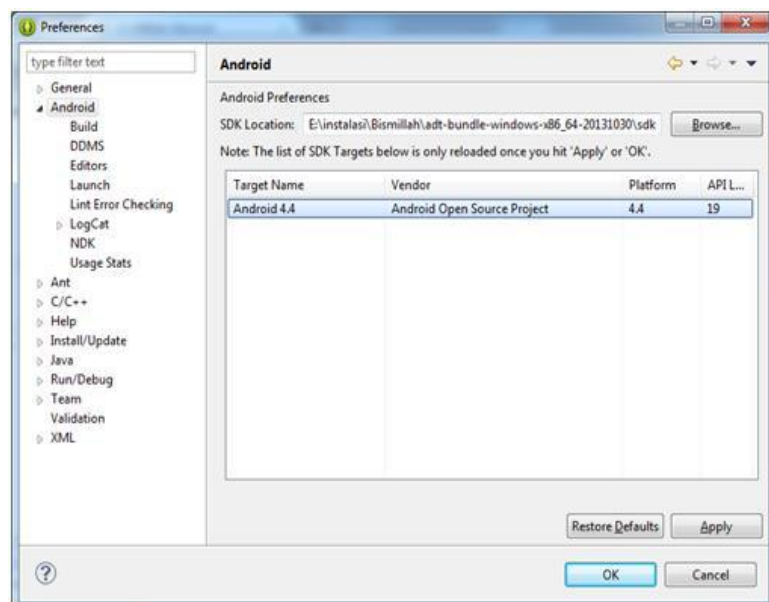 Preferences
type filter text
General
Android
Build
DDMS
Editors
Launch
Lint Error Checking
LogCat
NDK
Usage Stats
Ant
C/C++
Help
Install/Update
Java
Run/Debug
Team
Validation
XML
Android
Android Preferences
SDK Location: E:\instalasi\Bismillah\adt-bundle-windows-x86_64-20131030\sdk Browse...
Note: The list of SDK Targets below is only reloaded once you hit 'Apply' or 'OK'.
Target Name Vendor Platform API L...
Android 4.4 Android Open Source Project 4.4 19
Restore Defaults Apply
? OK Cancel